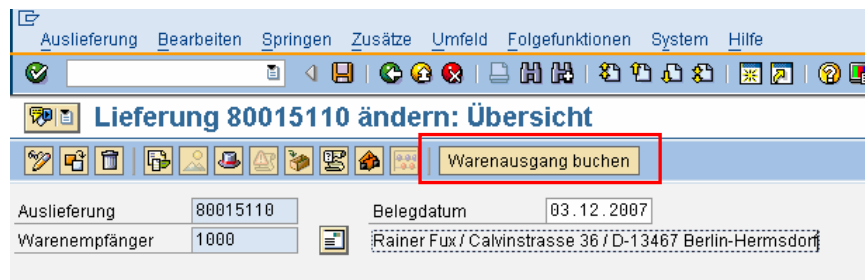 Auslieferung Bearbeiten Springen Zusätze Umfeld Folgefunktionen System Hilfe
Lieferung 80015110 ändern: Übersicht
Warenausgang buchen
Auslieferung 80015110 Belegdatum 03.12.2007
Warenempfänger 1000 Rainer Fux / Calvinstrasse 36 / D-13467 Berlin-Hermsdorf